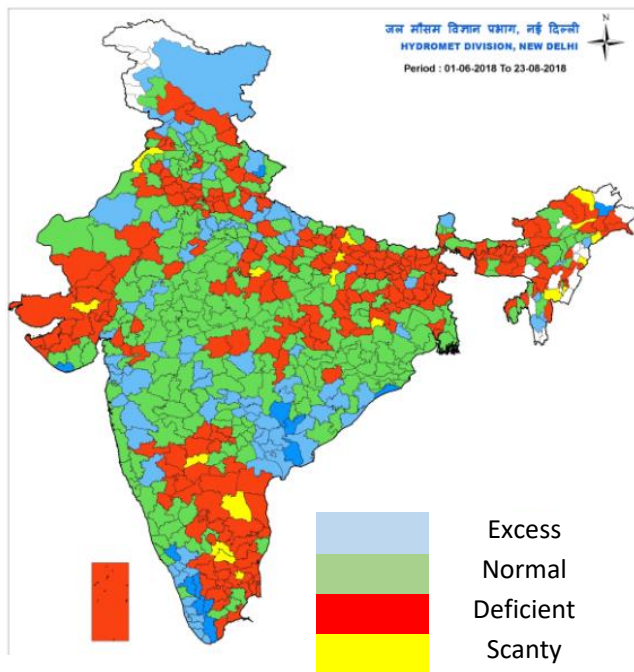 जल मौसम विज्ञान प्रभाग, नई दिल्ली
HYDROMET DIVISION, NEW DELHI
N
Period : 01-06-2018 To 23-08-2018
Excess
Normal
Deficient
Scanty